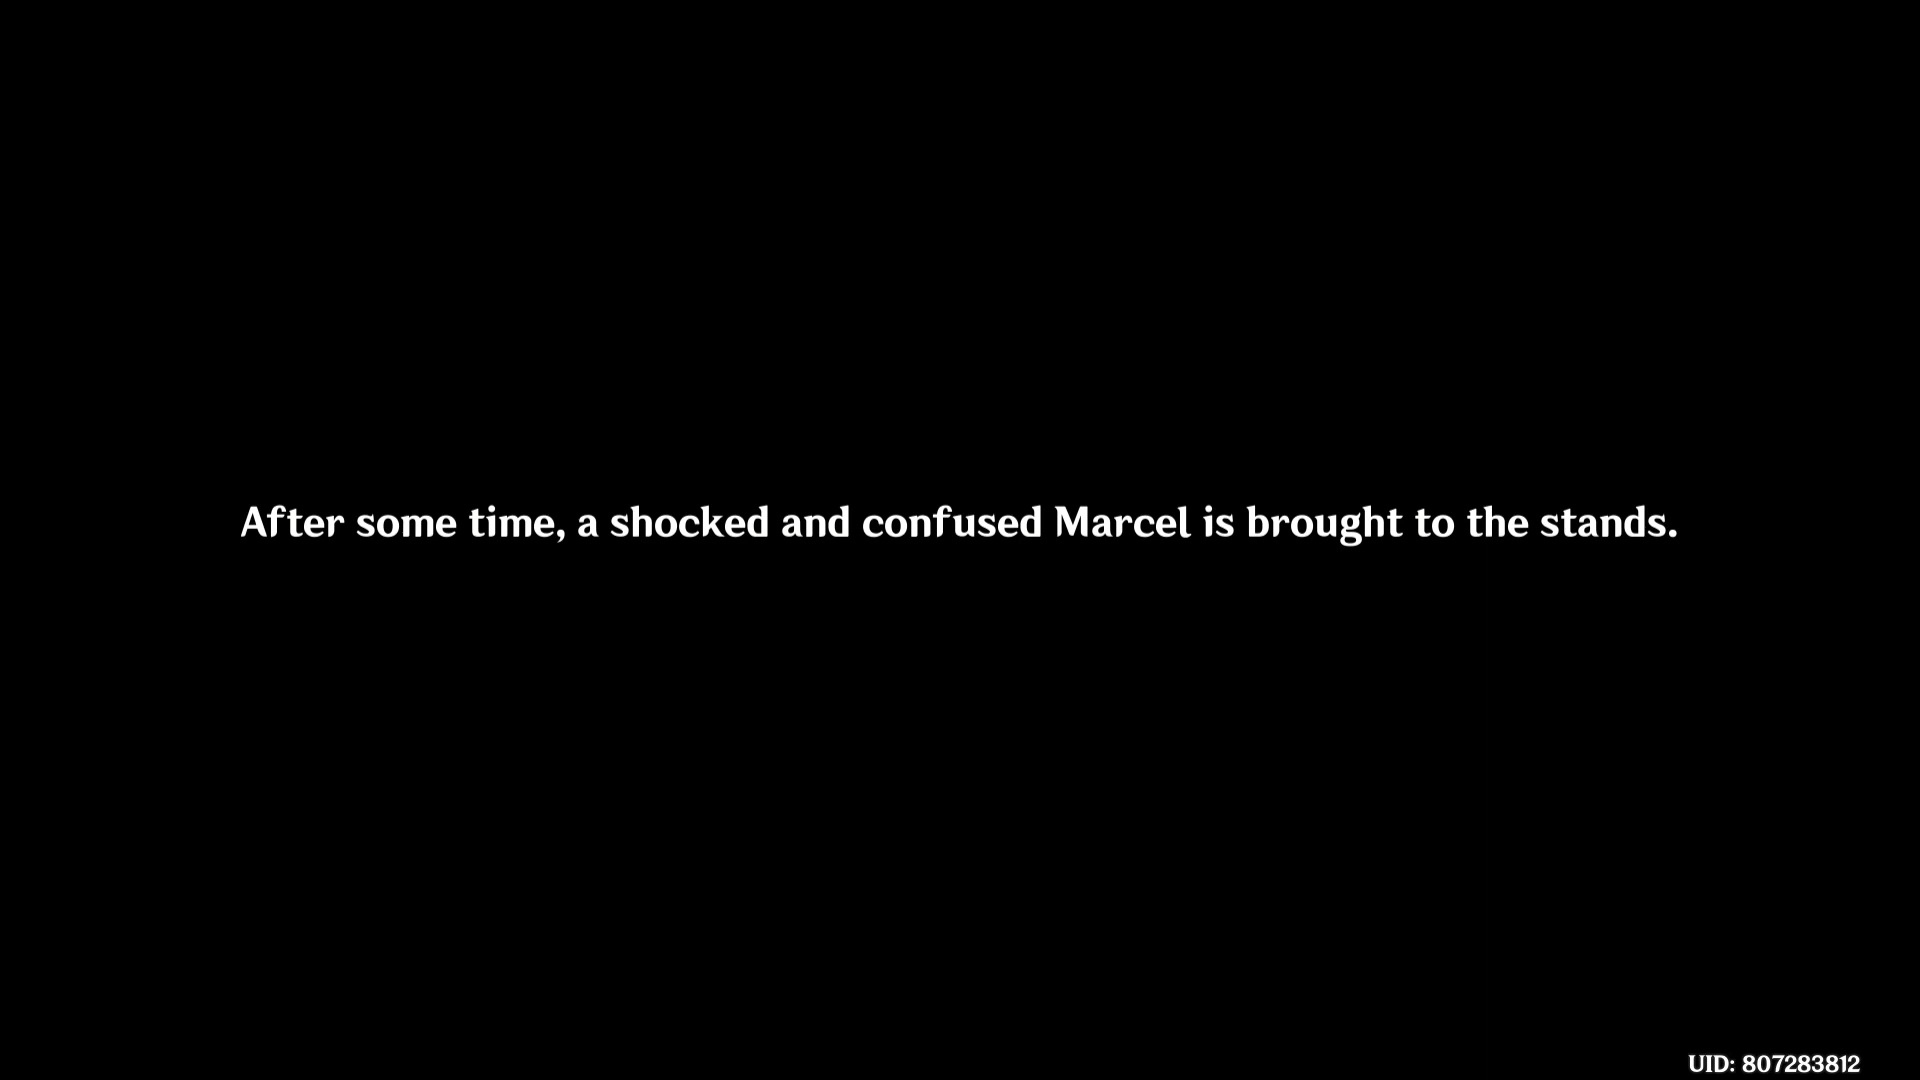 After some time, a shocked and confused Marcel is brought to the stands.
UID: 807283812